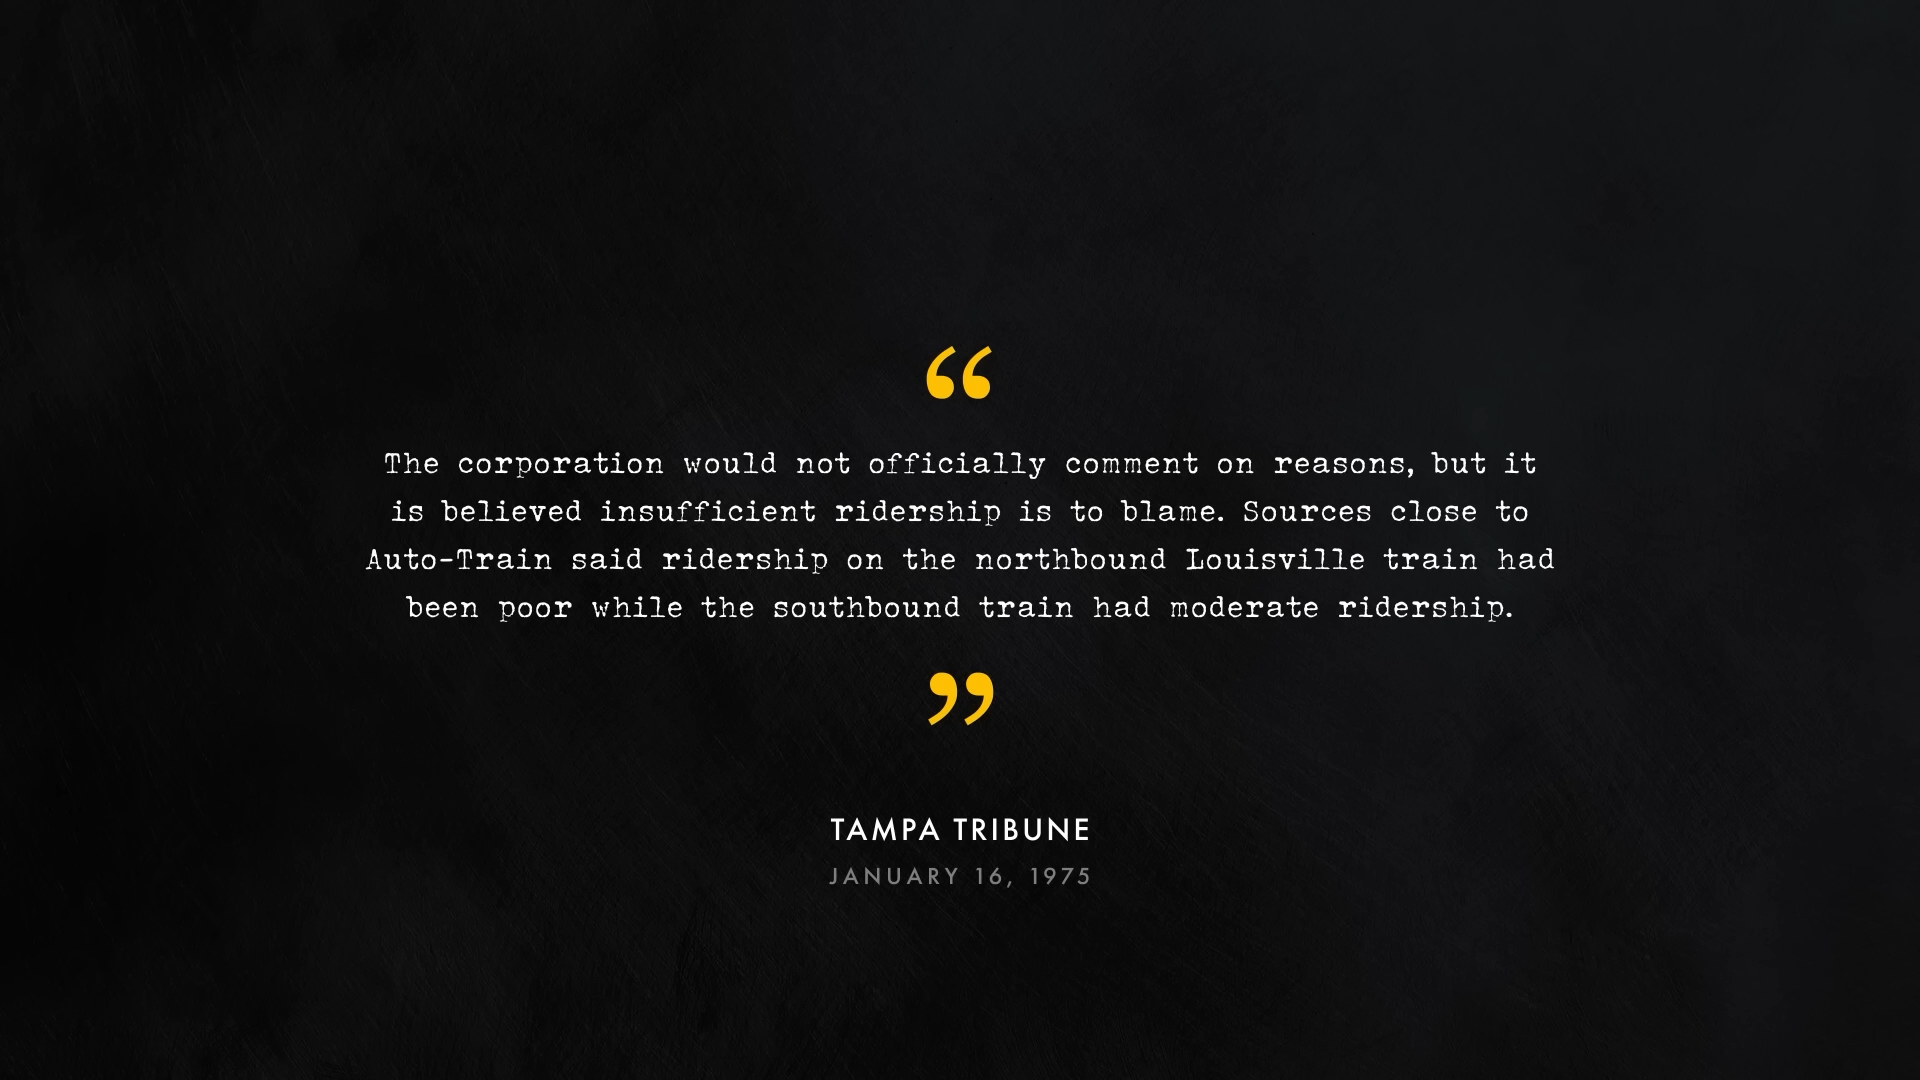 “
The corporation would not officially comment on reasons, but it
is believed insufficient ridership is to blame. Sources close to
Auto-Train said ridership on the northbound Louisville train had
been poor while the southbound train had moderate ridership.
”
TAMPA TRIBUNE
JANUARY 16, 1975